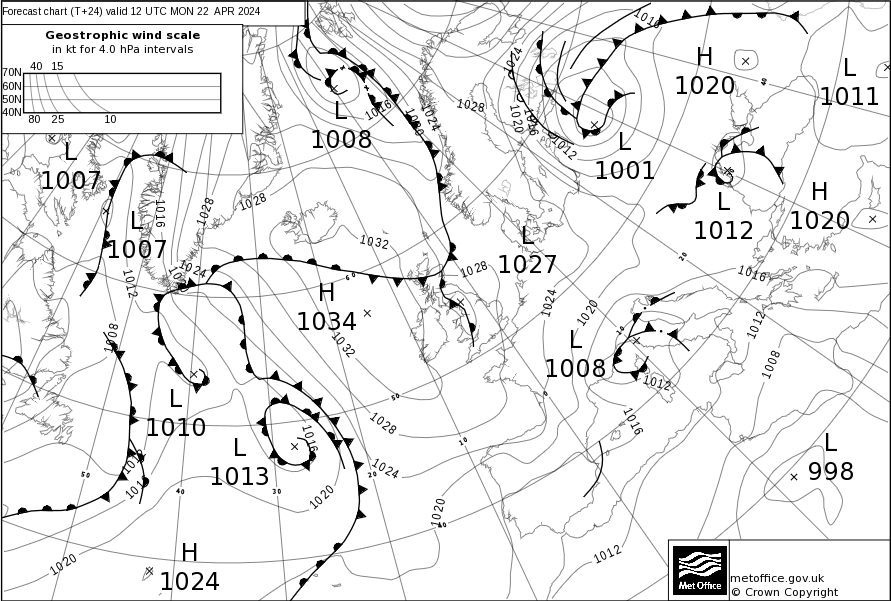 Forecast chart (T+24) valid 12 UTC MON 22 APR 2024
Geostrophic wind scale
in kt for 4.0 hPa intervals
40 15
70N
60N
50N
40N
80 25 10
L
1008
L
1007
L
1007
H
1034
L
1010
L
1013
H
1024
L
1027
L
1001
H
1020
L
1011
L
1012
H
1020
L
1008
L
998
1016
1020
1024
1028
1024
1020
1016
1012
1016
1016
1028
1028
1032
1024
1028
1012
1008
1032
1028
1024
1020
1016
1020
1020
1024
1020
1012
1016
1016
1012
1008
1012
60
50
50
40
30
20
10
0
10
20
40
40
metoffice.gov.uk
© Crown Copyright
Met Office